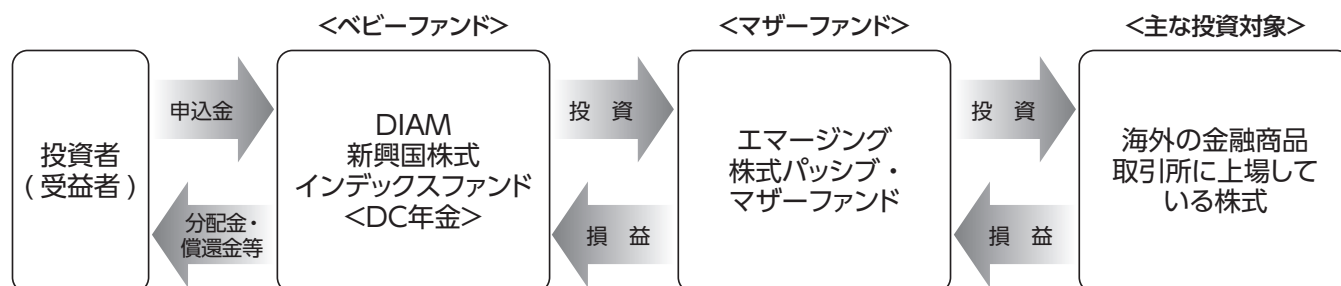 <ベビーファンド>
<マザーファンド>
<主な投資対象>
投資者
(受益者)
申込金
分配金・
償還金等
DIAM
新興国株式
インデックスファンド
<DC年金>
投 資
損 益
エマージング
株式パッシブ・
マザーファンド
投 資
損 益
海外の金融商品
取引所に上場して
いる株式